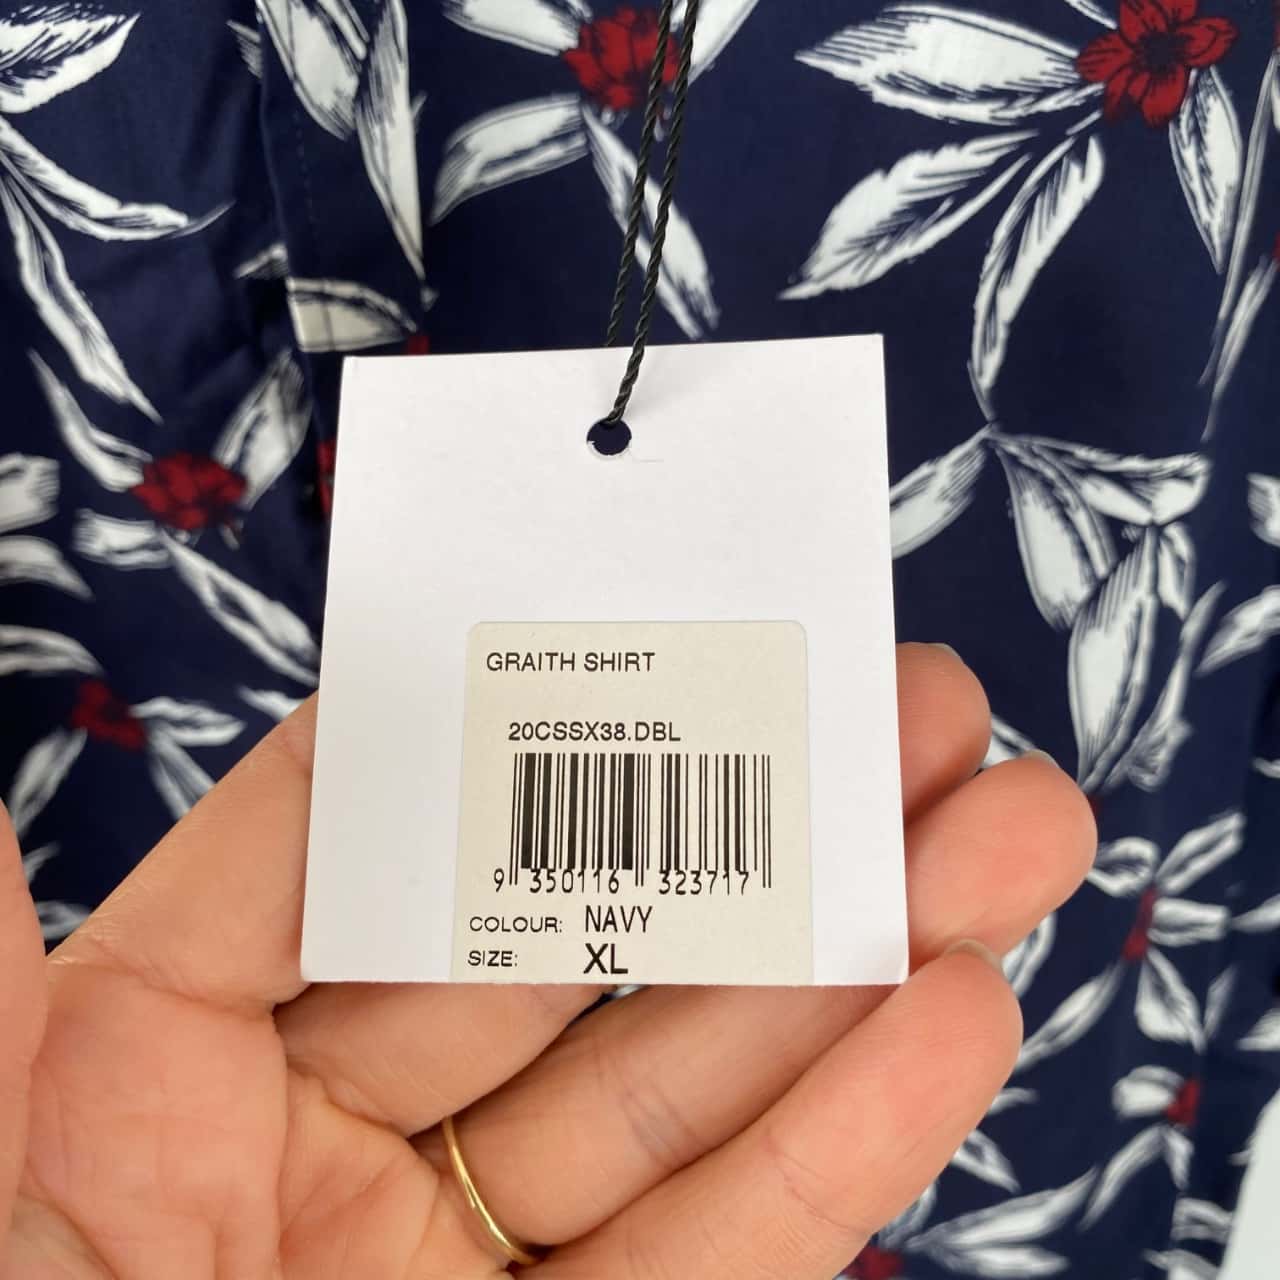 GRAITH SHIRT
20CSSX38.DBL
9 350116 323717
COLOUR: NAVY
SIZE: XL